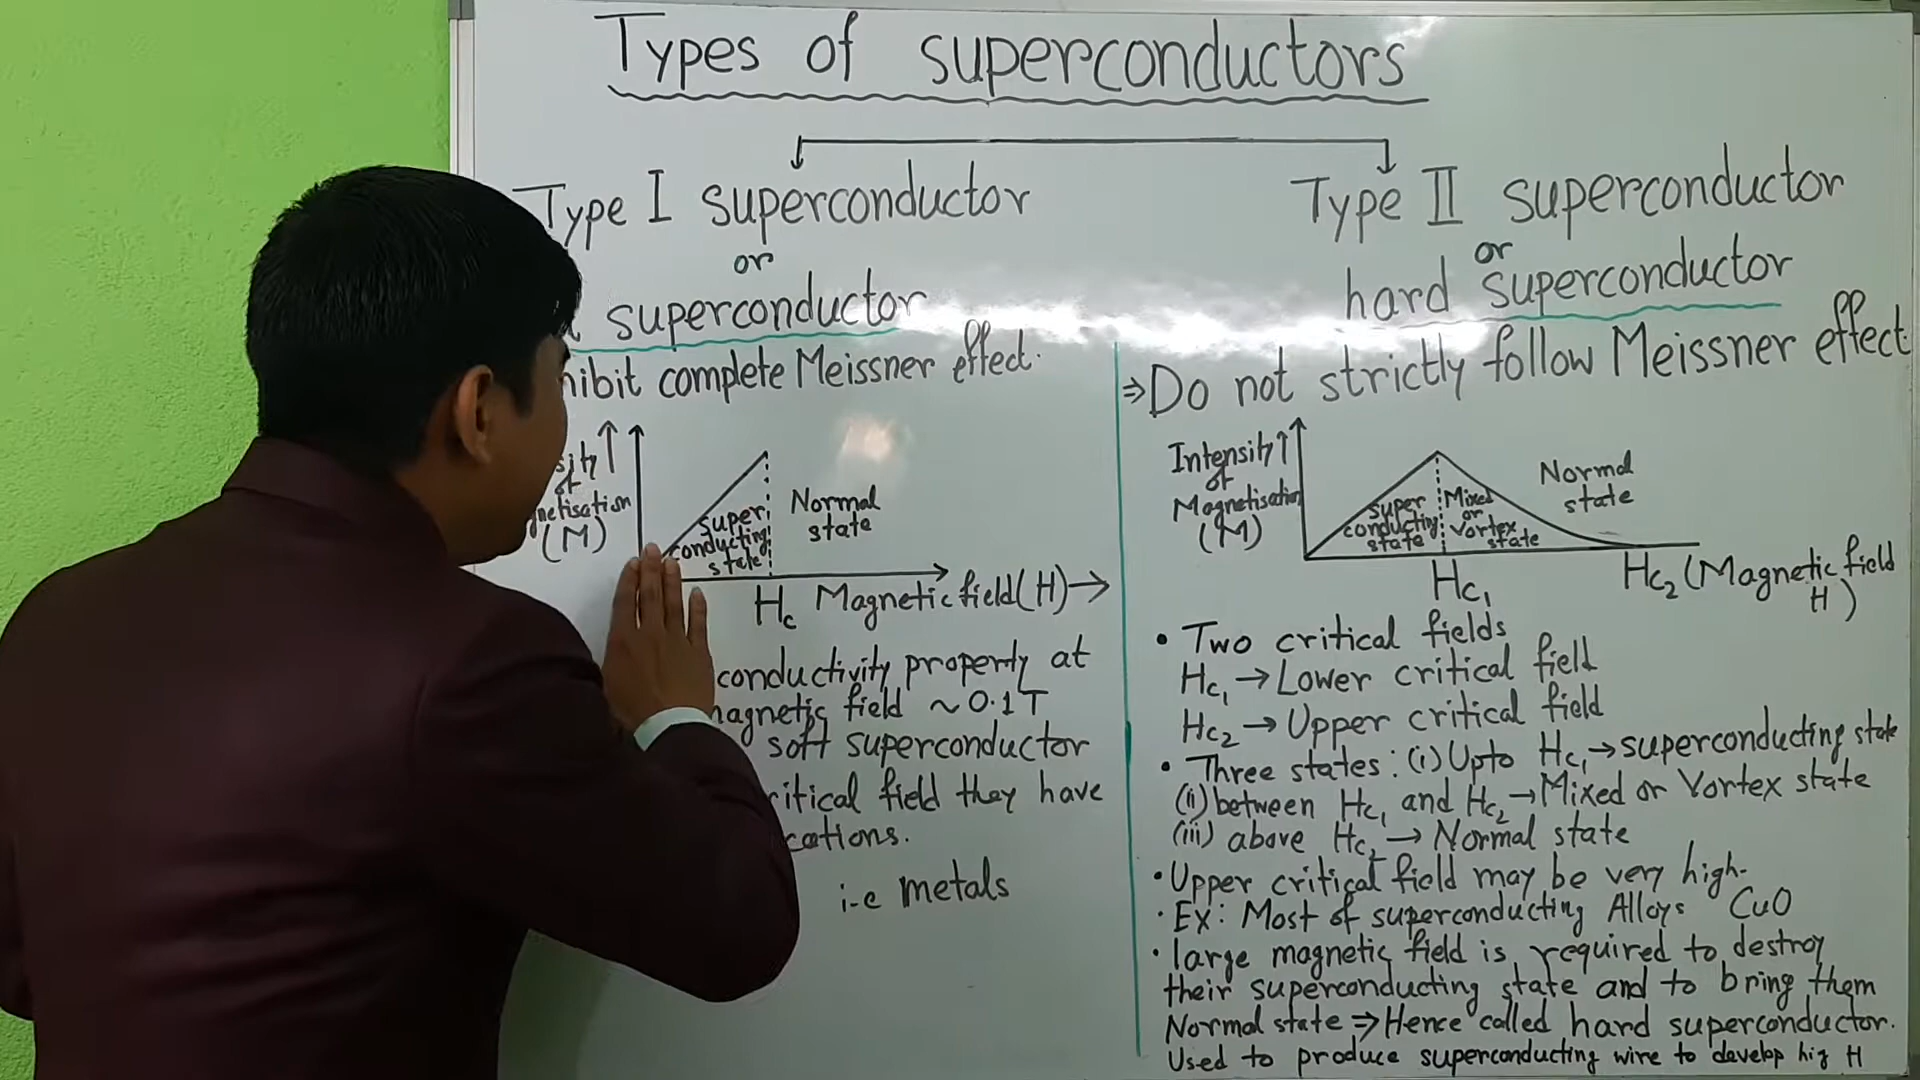 Types of superconductors
Type I superconductor
or
superconductor
complete Meissner effect.
of
(M)
Super
conducting
state
Normal
state
Hc Magnetic field (H) →
conductivity property at
field ~ 0.1T
soft superconductor
field they have
i-e metals
Type II superconductor
or
hard superconductor
⇒ Do not strictly follow Meissner effect
Intensity ↑
of
Magnetisation
(M)
Super
conducting
state
Mixed
or
Vortex
state
Normal
state
Hc1
Hc2 (Magnetic field
H)
• Two critical fields
Hc1 → Lower critical field
Hc2 → Upper critical field
• Three states: (i) Upto Hc1 → superconducting state
(ii) between Hc1 and Hc2 → Mixed or Vortex state
(iii) above Hc2 → Normal state
• Upper critical field may be very high.
• Ex: Most of superconducting Alloys CuO
• large magnetic field is required to destroy
their superconducting state and to bring them
Normal state ⇒ Hence called hard superconductor.
Used to produce superconducting wire to develop hig H